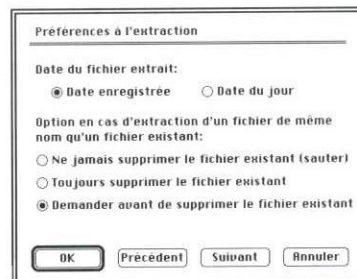 Préférences à l'extraction
Date du fichier extrait:
Date enregistrée
Date du jour
Option en cas d'extraction d'un fichier de même
nom qu'un fichier existant:
Ne jamais supprimer le fichier existant (sauter)
Toujours supprimer le fichier existant
Demander avant de supprimer le fichier existant
OK
Précédent
Suivant
Annuler